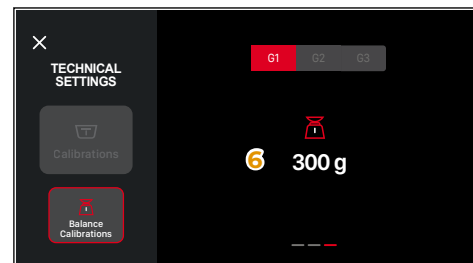 TECHNICAL
SETTINGS
G1 G2 G3
Calibrations
6 300 g
Balance
Calibrations